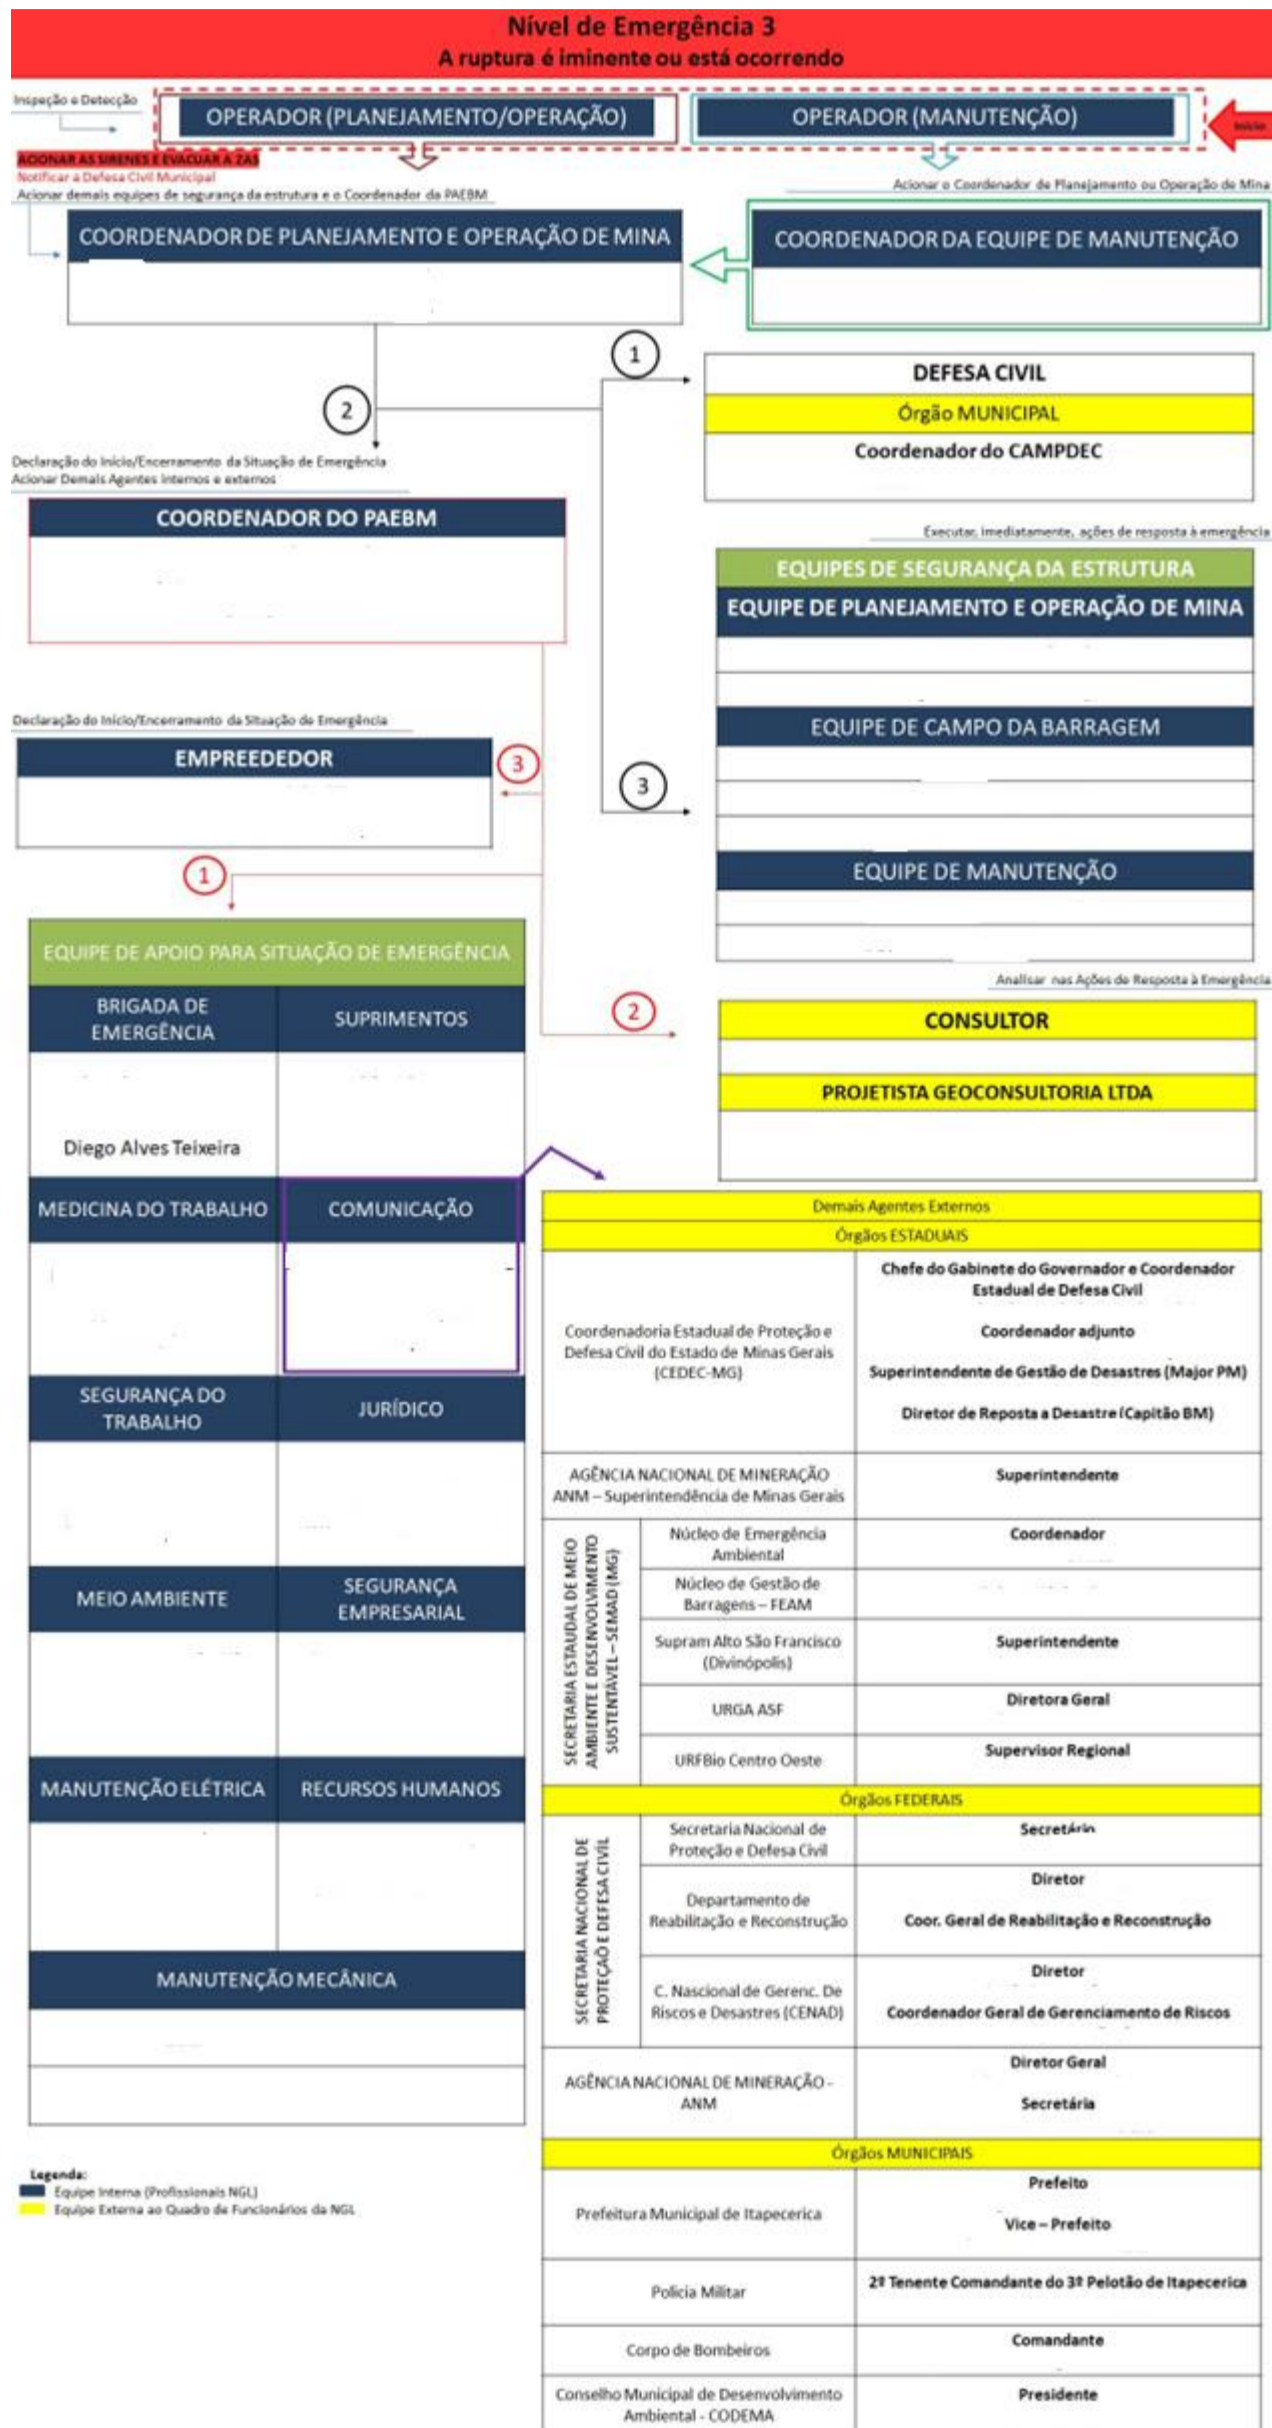 Nível de Emergência 3
A ruptura é iminente ou está ocorrendo
Inspeção e Detecção
OPERADOR (PLANEJAMENTO/OPERAÇÃO)
OPERADOR (MANUTENÇÃO)
Início
ACIONAR AS SIRENES E EVACUAR A ZAS
Notificar a Defesa Civil Municipal
Acionar demais equipes de segurança da estrutura e o Coordenador da PAEBM
Acionar o Coordenador de Planejamento ou Operação de Mina
COORDENADOR DE PLANEJAMENTO E OPERAÇÃO DE MINA
COORDENADOR DA EQUIPE DE MANUTENÇÃO
1
DEFESA CIVIL
Órgão MUNICIPAL
Coordenador do CAMPDEC
2
Declaração do Início/Encerramento da Situação de Emergência
Acionar Demais Agentes Internos e externos
COORDENADOR DO PAEBM
Executar, imediatamente, ações de resposta à emergência
EQUIPES DE SEGURANÇA DA ESTRUTURA
EQUIPE DE PLANEJAMENTO E OPERAÇÃO DE MINA
EQUIPE DE CAMPO DA BARRAGEM
EQUIPE DE MANUTENÇÃO
Declaração do Início/Encerramento da Situação de Emergência
EMPREEDEDOR
3
3
1
EQUIPE DE APOIO PARA SITUAÇÃO DE EMERGÊNCIA
BRIGADA DE
EMERGÊNCIA
SUPRIMENTOS
Diego Alves Teixeira
MEDICINA DO TRABALHO
COMUNICAÇÃO
SEGURANÇA DO
TRABALHO
JURÍDICO
MEIO AMBIENTE
SEGURANÇA
EMPRESARIAL
MANUTENÇÃO ELÉTRICA
RECURSOS HUMANOS
MANUTENÇÃO MECÂNICA
Analisar nas Ações de Resposta à Emergência
2
CONSULTOR
PROJETISTA GEOCONSULTORIA LTDA
Demais Agentes Externos
Órgãos ESTADUAIS
Coordenadoria Estadual de Proteção e
Defesa Civil do Estado de Minas Gerais
(CEDEC-MG)
Chefe do Gabinete do Governador e Coordenador
Estadual de Defesa Civil
Coordenador adjunto
Superintendente de Gestão de Desastres (Major PM)
Diretor de Reposta a Desastre (Capitão BM)
AGÊNCIA NACIONAL DE MINERAÇÃO
ANM – Superintendência de Minas Gerais
Superintendente
SECRETARIA ESTAUDAL DE MEIO
AMBIENTE E DESENVOLVIMENTO
SUSTENTÁVEL – SEMAD (MG)
Núcleo de Emergência
Ambiental
Coordenador
Núcleo de Gestão de
Barragens – FEAM
Supram Alto São Francisco
(Divinópolis)
Superintendente
URGA ASF
Diretora Geral
URFBio Centro Oeste
Supervisor Regional
Órgãos FEDERAIS
SECRETARIA NACIONAL DE
PROTEÇAÕ E DEFESA CIVIL
Secretaria Nacional de
Proteção e Defesa Civil
Secretário
Departamento de
Reabilitação e Reconstrução
Diretor
Coor. Geral de Reabilitação e Reconstrução
C. Nascional de Gerenc. De
Riscos e Desastres (CENAD)
Diretor
Coordenador Geral de Gerenciamento de Riscos
AGÊNCIA NACIONAL DE MINERAÇÃO -
ANM
Diretor Geral
Secretária
Órgãos MUNICIPAIS
Prefeitura Municipal de Itapecerica
Prefeito
Vice – Prefeito
Policia Militar
2º Tenente Comandante do 3º Pelotão de Itapecerica
Corpo de Bombeiros
Comandante
Conselho Municipal de Desenvolvimento
Ambiental - CODEMA
Presidente
Legenda:
Equipe Interna (Profissionais NGL)
Equipe Externa ao Quadro de Funcionários da NGL